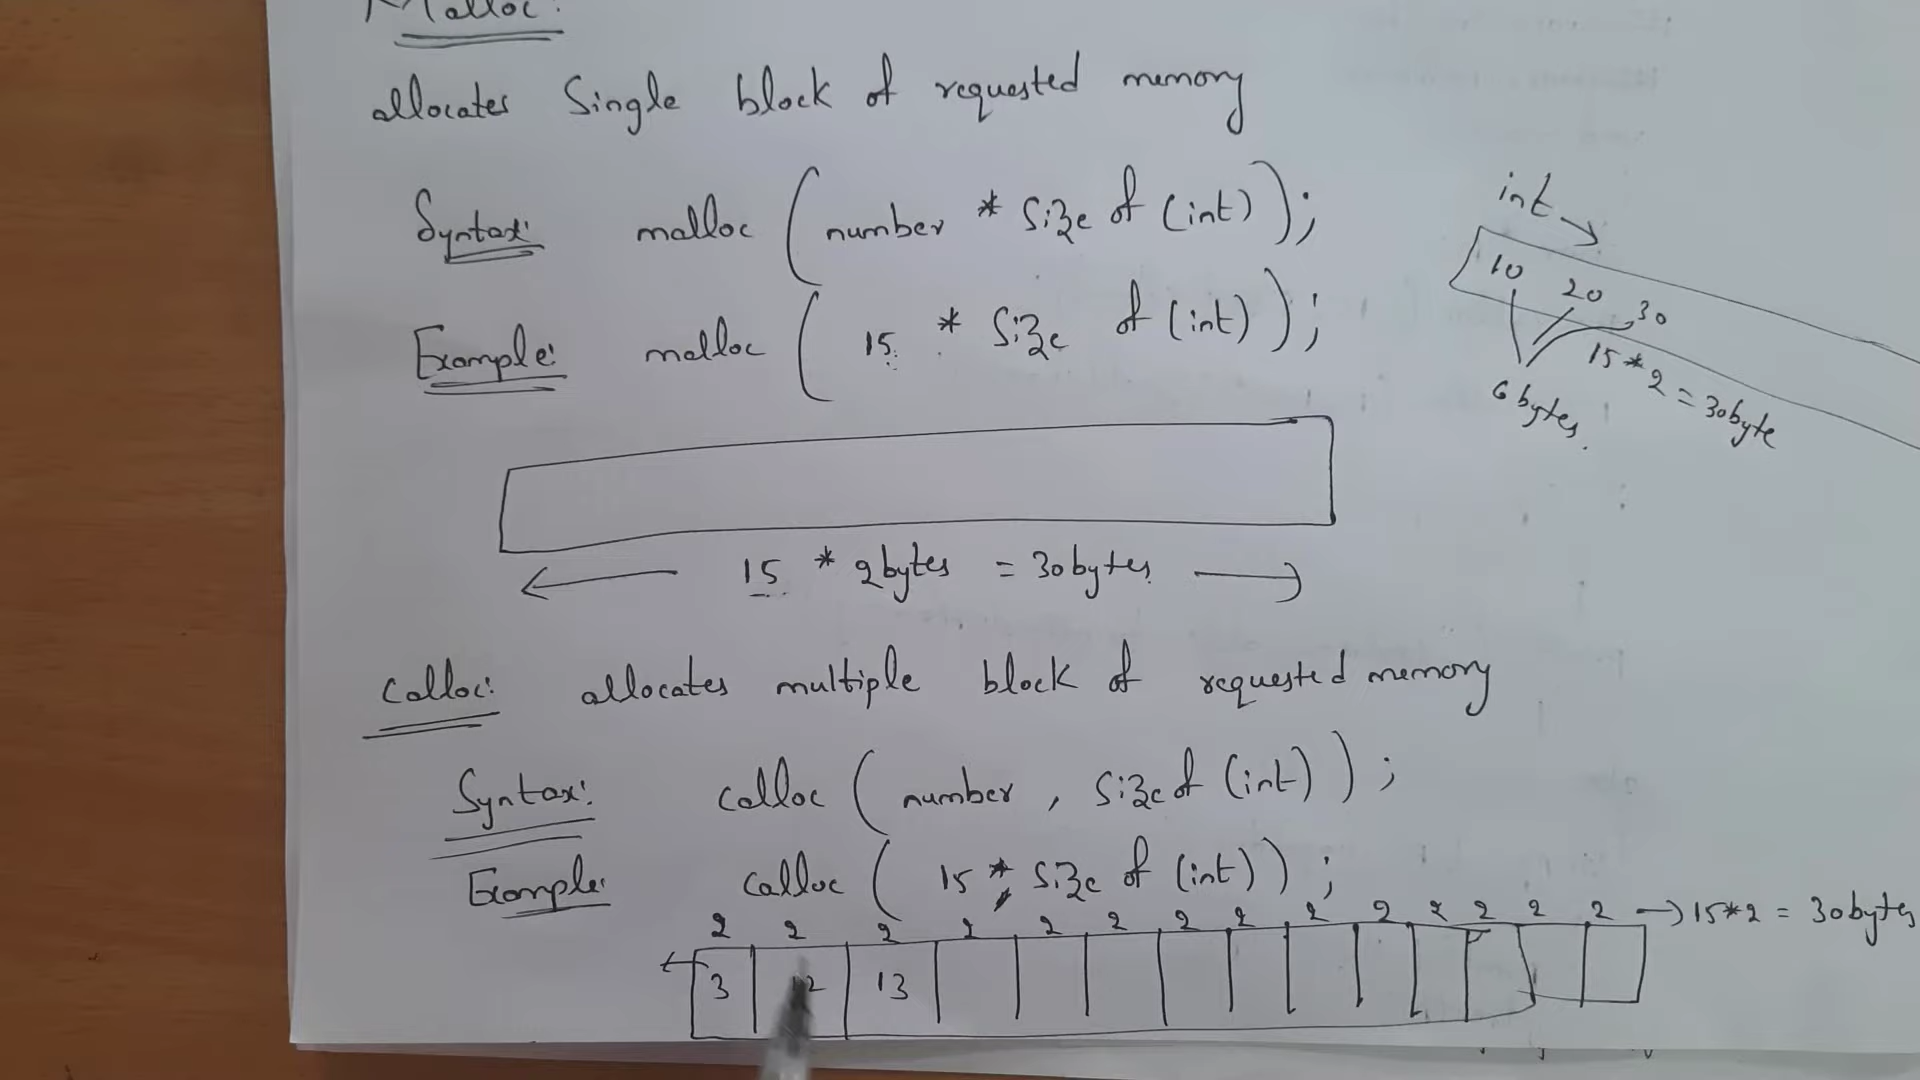 Malloc:
allocates Single block of requested memory
Syntax: malloc (number * Size of (int));
Example: malloc (15 * Size of (int));
int →
10 20 30
6 bytes.
15 * 2 = 30byte
← 15 * 2bytes = 30bytes →
Calloc: allocates multiple block of requested memory
Syntax: calloc (number , Size of (int));
Example: calloc (15 *, Size of (int));
2 2 2 2 2 2 2 2 2 2 2 2 2 2 → 15*2 = 30bytes
3 12 13